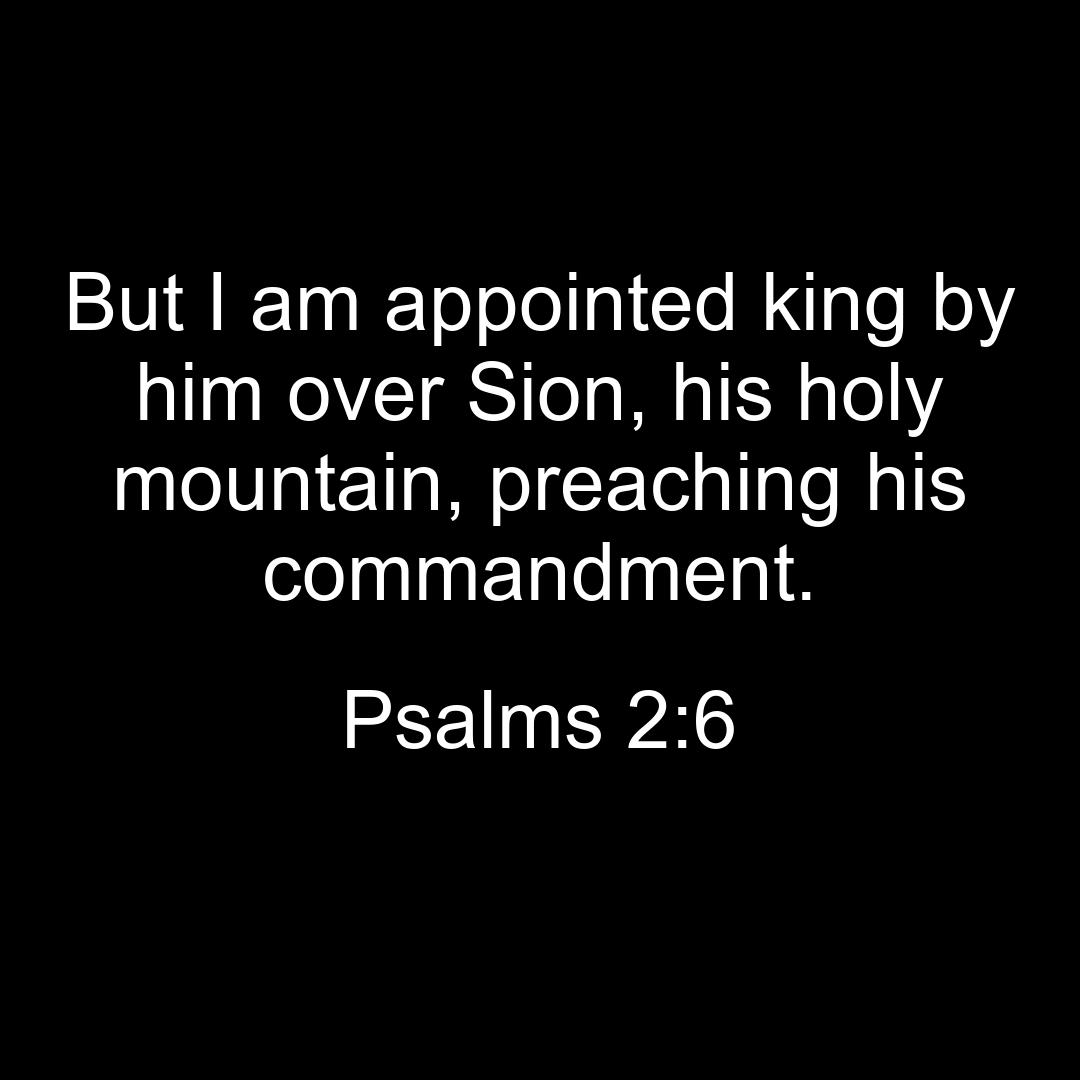 But I am appointed king by
him over Sion, his holy
mountain, preaching his
commandment.
Psalms 2:6